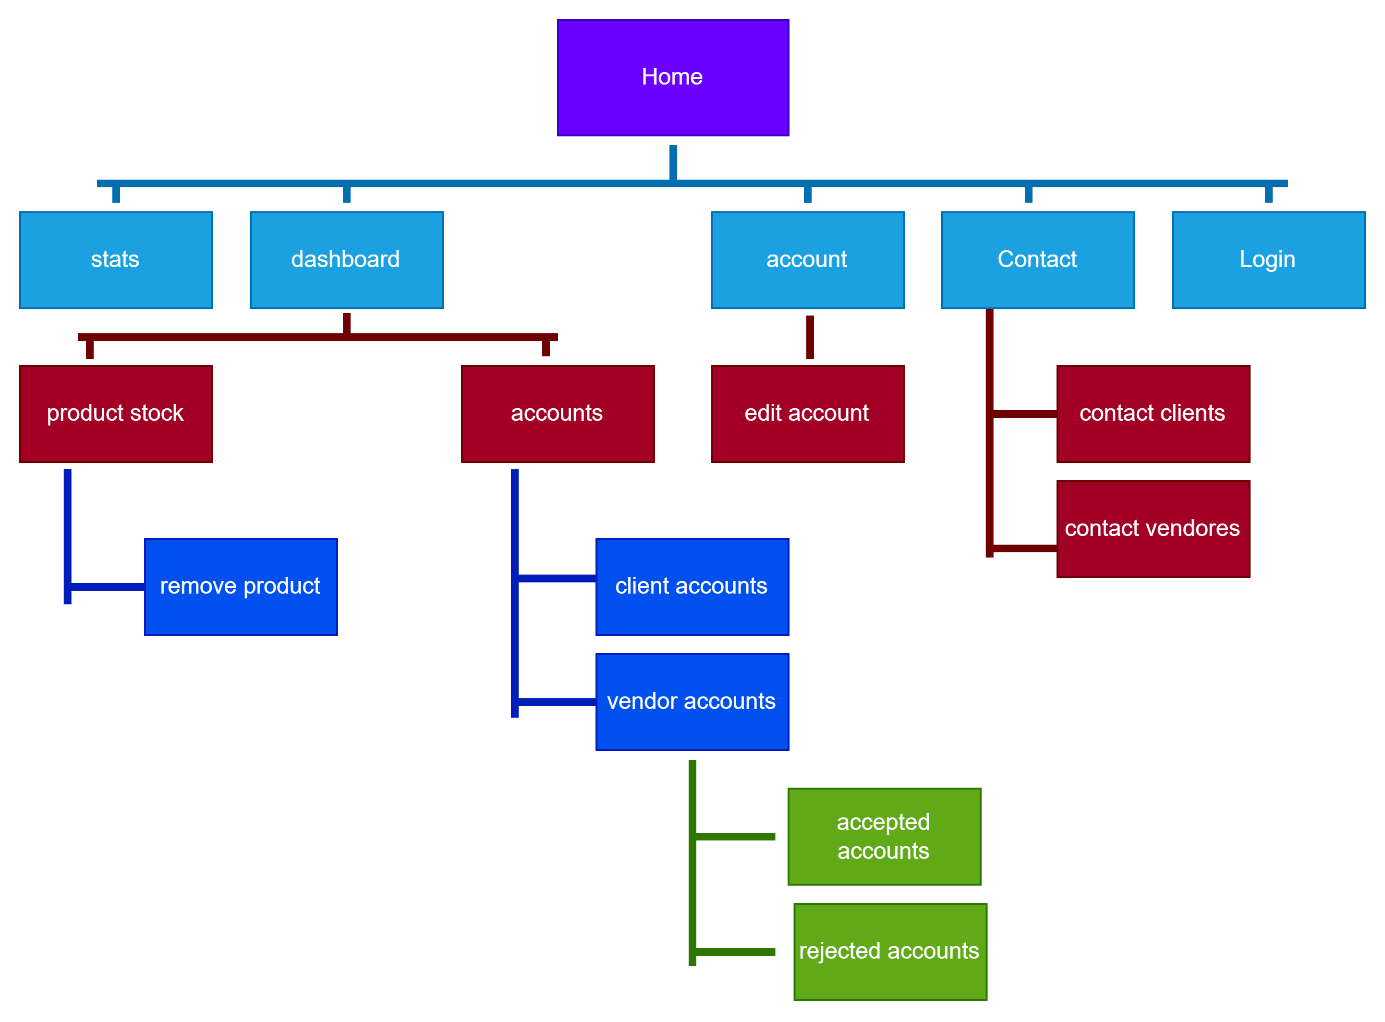 Home
stats
dashboard
account
Contact
Login
product stock
accounts
edit account
contact clients
contact vendores
remove product
client accounts
vendor accounts
accepted
accounts
rejected accounts